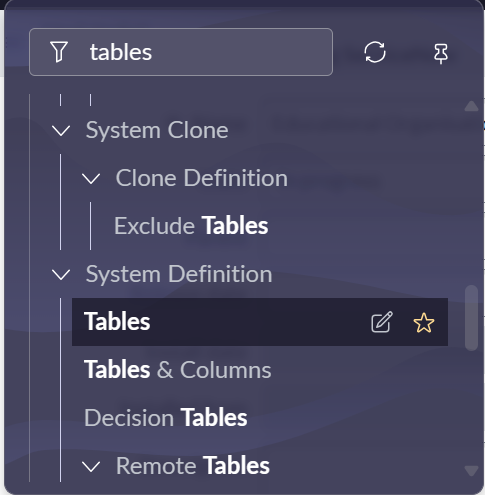 tables
System Clone
Clone Definition
Exclude Tables
System Definition
Tables
Tables & Columns
Decision Tables
Remote Tables